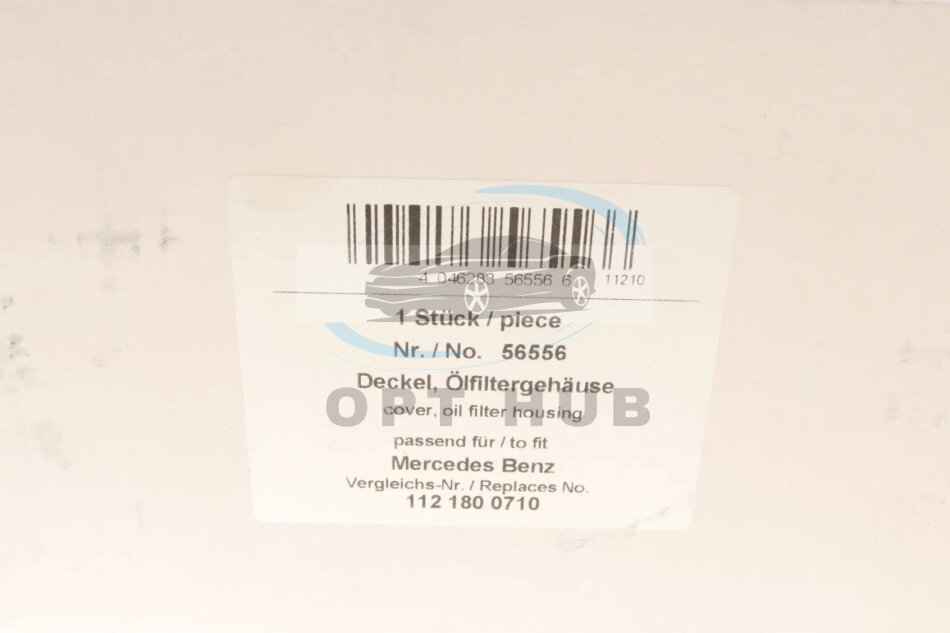 4 046283 56556 6 11210
1 Stück / piece
Nr. / No. 56556
Deckel, Ölfiltergehäuse
OPT HUB
cover, oil filter housing
passend für / to fit
Mercedes Benz
Vergleichs-Nr. / Replaces No.
112 180 0710